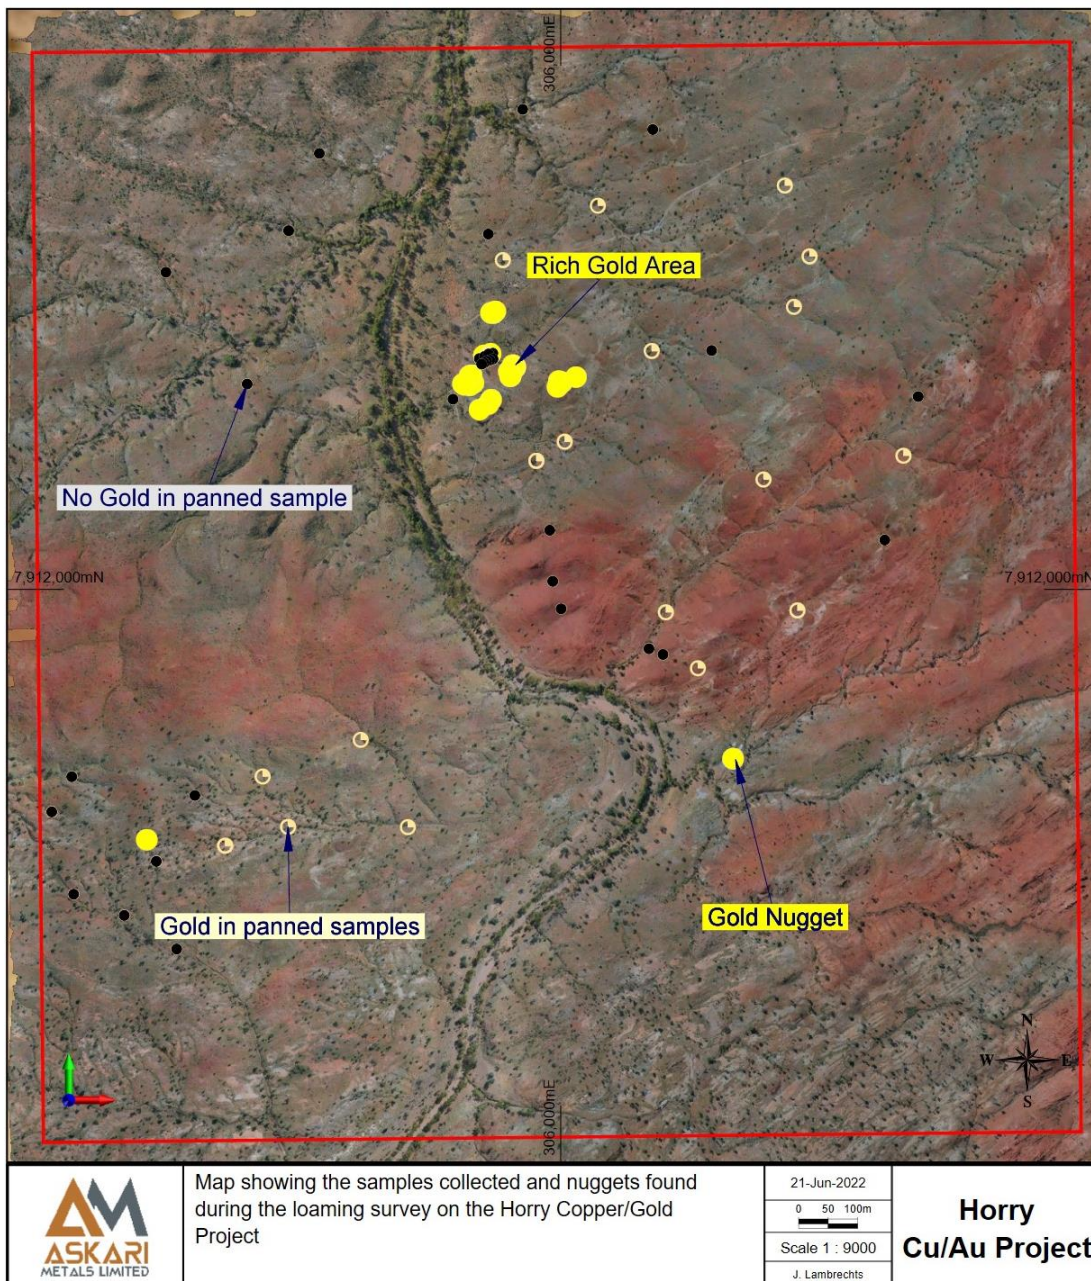 306,000mE
Rich Gold Area
No Gold in panned sample
7,912,000mN
7,912,000mN
Gold in panned samples
Gold Nugget
N
W E
S
306,000mE
AM
ASKARI
METALS LIMITED
Map showing the samples collected and nuggets found
during the loaming survey on the Horry Copper/Gold
Project
21-Jun-2022
0 50 100m
Scale 1 : 9000
J. Lambrechts
Horry
Cu/Au Project